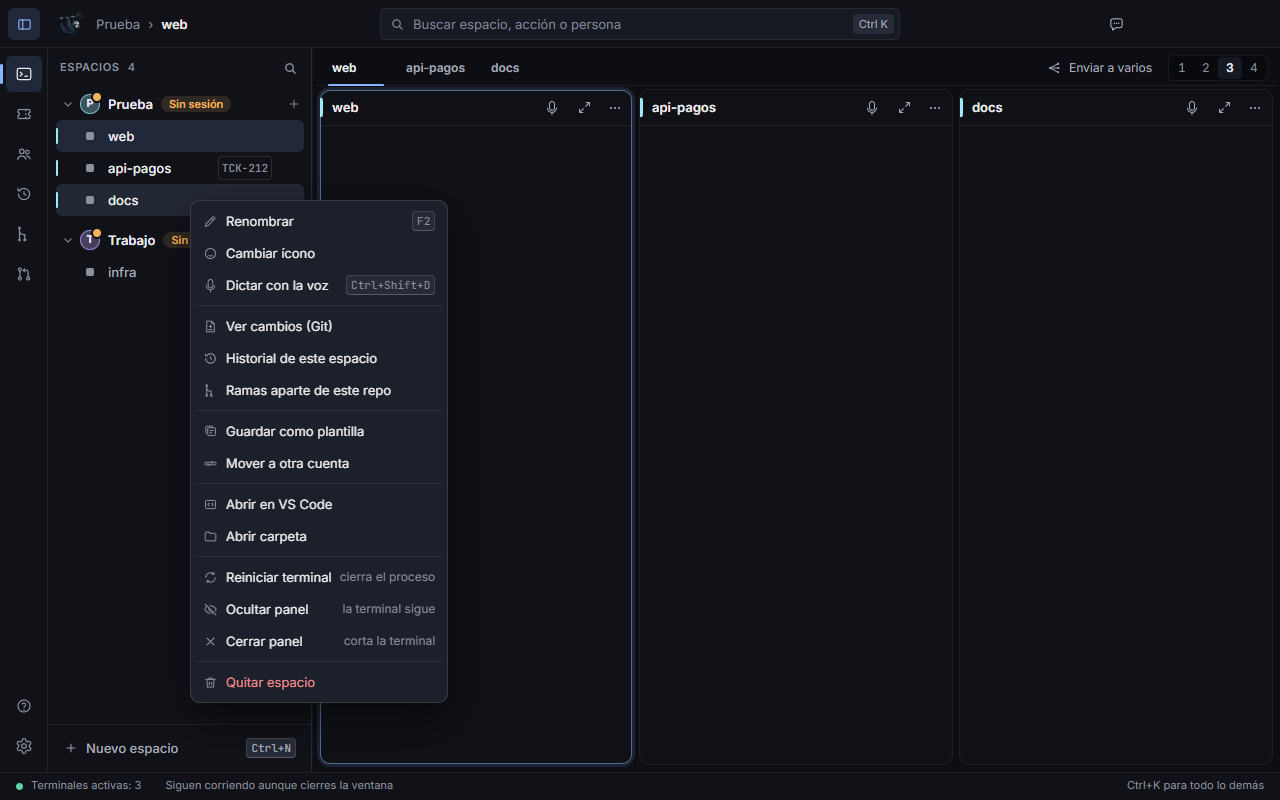 Prueba › web
Buscar espacio, acción o persona
Ctrl K
ESPACIOS 4
P Prueba Sin sesión
web
api-pagos TCK-212
docs
T Trabajo Sin
infra
Renombrar F2
Cambiar ícono
Dictar con la voz Ctrl+Shift+D
Ver cambios (Git)
Historial de este espacio
Ramas aparte de este repo
Guardar como plantilla
Mover a otra cuenta
Abrir en VS Code
Abrir carpeta
Reiniciar terminal cierra el proceso
Ocultar panel la terminal sigue
Cerrar panel corta la terminal
Quitar espacio
Nuevo espacio Ctrl+N
web api-pagos docs
Enviar a varios 1 2 3 4
web
api-pagos
docs
Terminales activas: 3 Siguen corriendo aunque cierres la ventana
Ctrl+K para todo lo demás